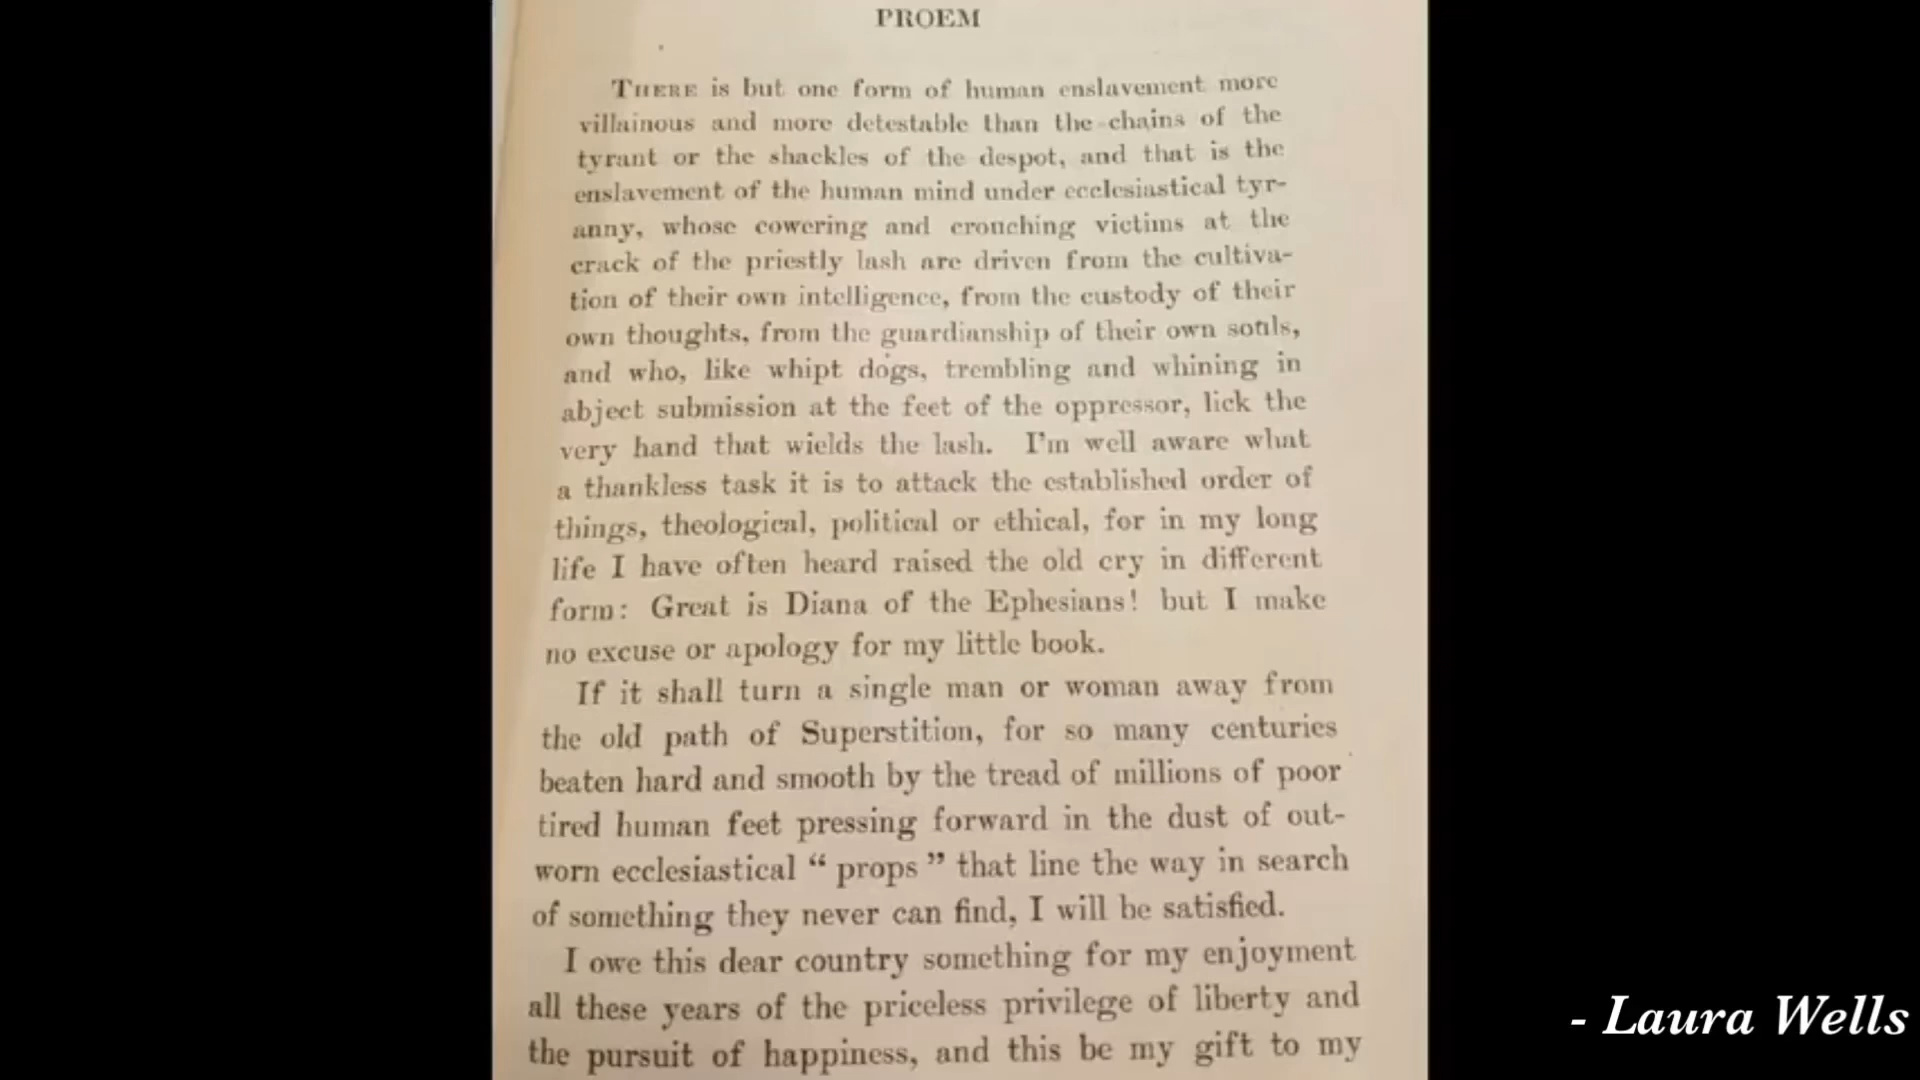 PROEM
THERE is but one form of human enslavement more
villainous and more detestable than the chains of the
tyrant or the shackles of the despot, and that is the
enslavement of the human mind under ecclesiastical tyr-
anny, whose cowering and crouching victims at the
crack of the priestly lash are driven from the cultiva-
tion of their own intelligence, from the custody of their
own thoughts, from the guardianship of their own souls,
and who, like whipt dogs, trembling and whining in
abject submission at the feet of the oppressor, lick the
very hand that wields the lash. I'm well aware what
a thankless task it is to attack the established order of
things, theological, political or ethical, for in my long
life I have often heard raised the old cry in different
form: Great is Diana of the Ephesians! but I make
no excuse or apology for my little book.
If it shall turn a single man or woman away from
the old path of Superstition, for so many centuries
beaten hard and smooth by the tread of millions of poor
tired human feet pressing forward in the dust of out-
worn ecclesiastical “ props ” that line the way in search
of something they never can find, I will be satisfied.
I owe this dear country something for my enjoyment
all these years of the priceless privilege of liberty and
the pursuit of happiness, and this be my gift to my
- Laura Wells